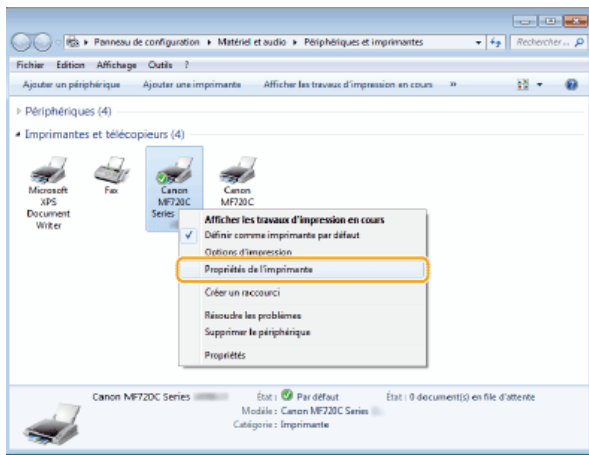 Panneau de configuration ▸ Matériel et audio ▸ Périphériques et imprimantes
Rechercher...
Fichier Edition Affichage Outils ?
Ajouter un périphérique Ajouter une imprimante Afficher les travaux d'impression en cours »
Périphériques (4)
Imprimantes et télécopieurs (4)
Microsoft XPS Document Writer
Fax
Canon MF720C Series
Canon MF720C
Afficher les travaux d'impression en cours
Définir comme imprimante par défaut
Options d'impression
Propriétés de l'imprimante
Créer un raccourci
Résoudre les problèmes
Supprimer le périphérique
Propriétés
Canon MF720C Series État : Par défaut État : 0 document(s) en file d'attente
Modèle : Canon MF720C Series
Catégorie : Imprimante